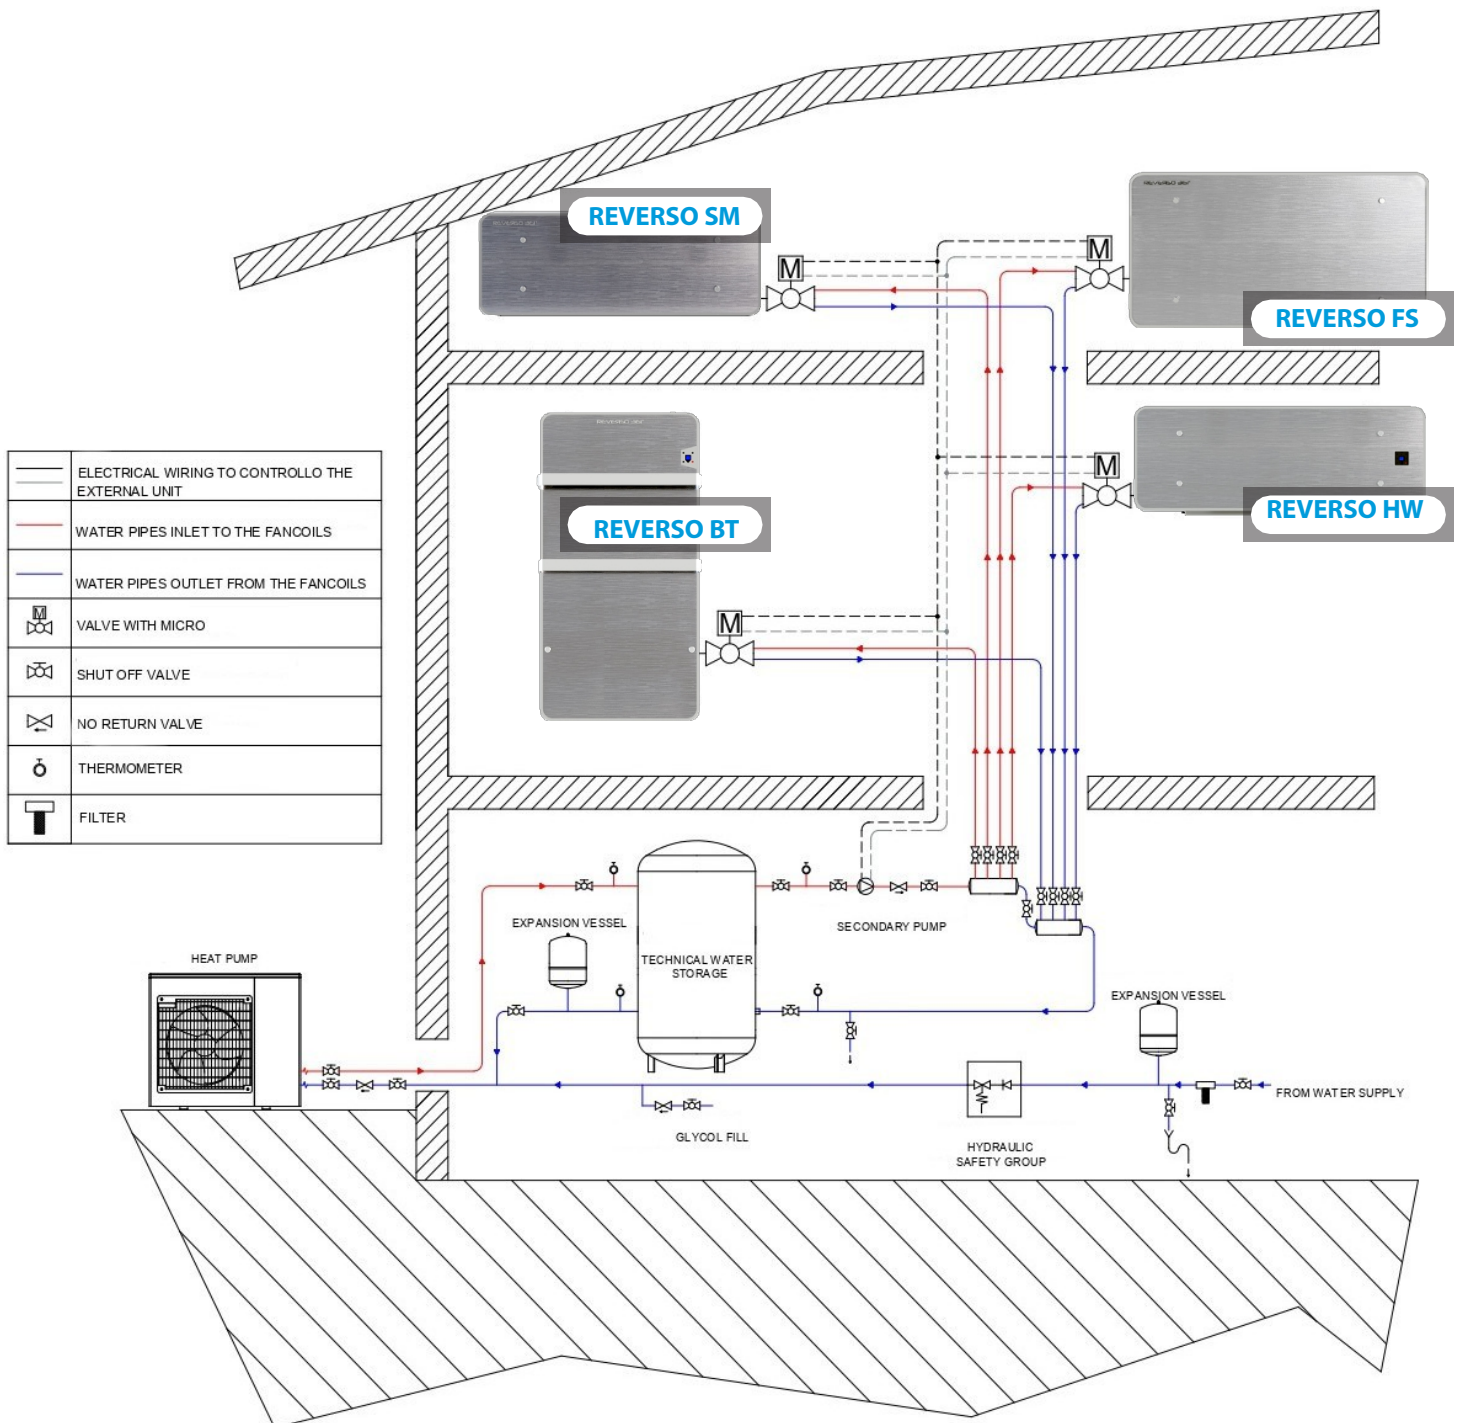 REVERSO SM
REVERSO FS
REVERSO HW
REVERSO BT
M
M
M
M
ELECTRICAL WIRING TO CONTROLLO THE
EXTERNAL UNIT
WATER PIPES INLET TO THE FANCOILS
WATER PIPES OUTLET FROM THE FANCOILS
M
VALVE WITH MICRO
SHUT OFF VALVE
NO RETURN VALVE
THERMOMETER
FILTER
EXPANSION VESSEL
SECONDARY PUMP
TECHNICAL WATER
STORAGE
HEAT PUMP
EXPANSION VESSEL
FROM WATER SUPPLY
GLYCOL FILL
HYDRAULIC
SAFETY GROUP